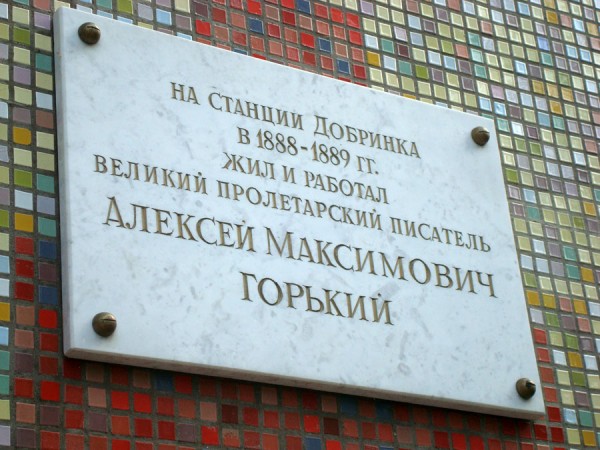 НА СТАНЦИИ ДОБРИНКА
В 1888-1889 ГГ.
ЖИЛ И РАБОТАЛ
ВЕЛИКИЙ ПРОЛЕТАРСКИЙ ПИСАТЕЛЬ
АЛЕКСЕЙ МАКСИМОВИЧ
ГОРЬКИЙ